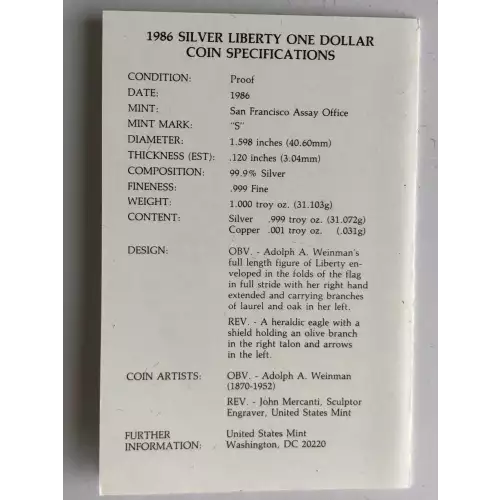 1986 SILVER LIBERTY ONE DOLLAR
COIN SPECIFICATIONS
CONDITION: Proof
DATE: 1986
MINT: San Francisco Assay Office
MINT MARK: "S"
DIAMETER: 1.598 inches (40.60mm)
THICKNESS (EST): .120 inches (3.04mm)
COMPOSITION: 99.9% Silver
FINENESS: .999 Fine
WEIGHT: 1.000 troy oz. (31.103g)
CONTENT: Silver .999 troy oz. (31.072g)
Copper .001 troy oz. (.031g)
DESIGN: OBV. - Adolph A. Weinman's
full length figure of Liberty en-
veloped in the folds of the flag
in full stride with her right hand
extended and carrying branches
of laurel and oak in her left.
REV. - A heraldic eagle with a
shield holding an olive branch
in the right talon and arrows
in the left.
COIN ARTISTS: OBV. - Adolph A. Weinman
(1870-1952)
REV. - John Mercanti, Sculptor
Engraver, United States Mint
FURTHER United States Mint
INFORMATION: Washington, DC 20220